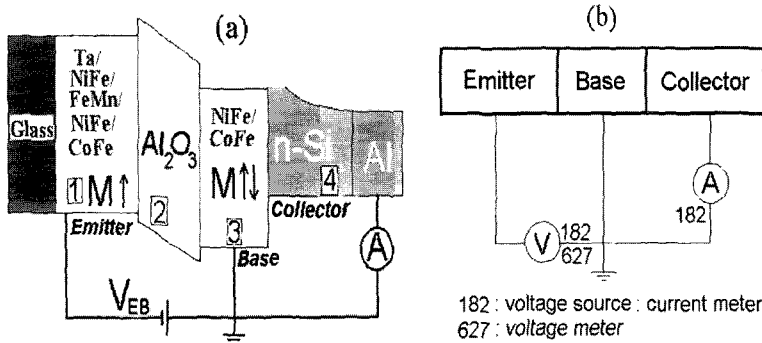 (a)
Glass
Ta/
NiFe/
FeMn/
NiFe/
CoFe
1 M↑
Emitter
Al2O3
2
NiFe/
CoFe
M↑↓
3
Base
n-Si
4
Collector
Al
A
VEB
(b)
Emitter
Base
Collector
A
182
V
182
627
182 : voltage source : current meter
627 : voltage meter